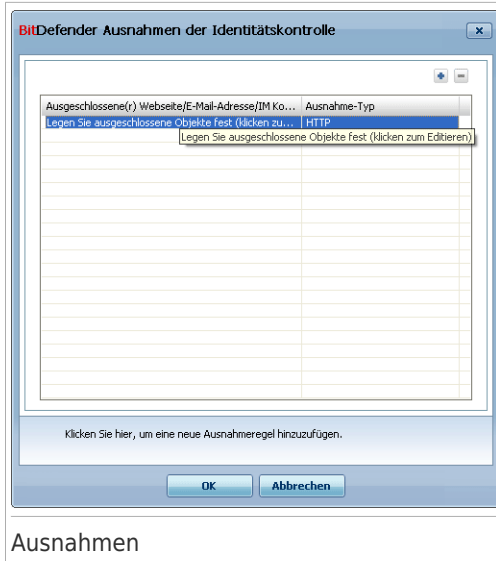 BitDefender Ausnahmen der Identitätskontrolle
Ausgeschlossene(r) Webseite/E-Mail-Adresse/IM Ko... Ausnahme-Typ
Legen Sie ausgeschlossene Objekte fest (klicken zu... HTTP
Legen Sie ausgeschlossene Objekte fest (klicken zum Editieren)
Klicken Sie hier, um eine neue Ausnahmeregel hinzuzufügen.
OK Abbrechen
Ausnahmen